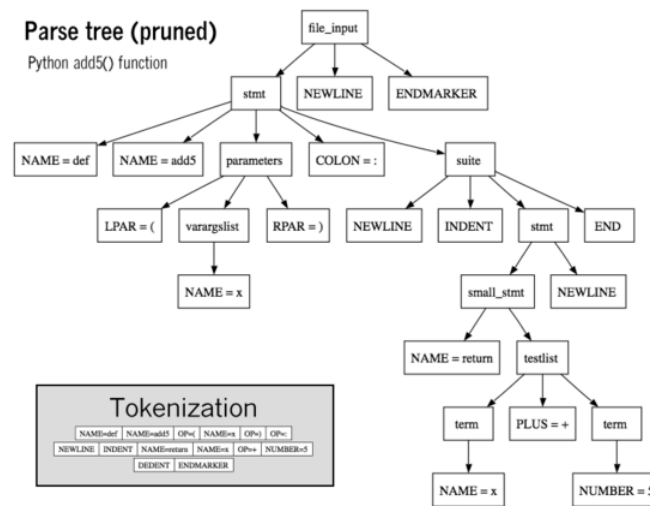 Parse tree (pruned)
Python add5() function
file_input
stmt
NEWLINE
ENDMARKER
NAME = def
NAME = add5
parameters
COLON = :
suite
LPAR = (
varargslist
RPAR = )
NEWLINE
INDENT
stmt
END
NAME = x
small_stmt
NEWLINE
NAME = return
testlist
term
PLUS = +
term
NAME = x
NUMBER = 5
Tokenization
NAME=def NAME=add5 OP=( NAME=x OP=) OP=:
NEWLINE INDENT NAME=return NAME=x OP=+ NUMBER=5
DEDENT ENDMARKER